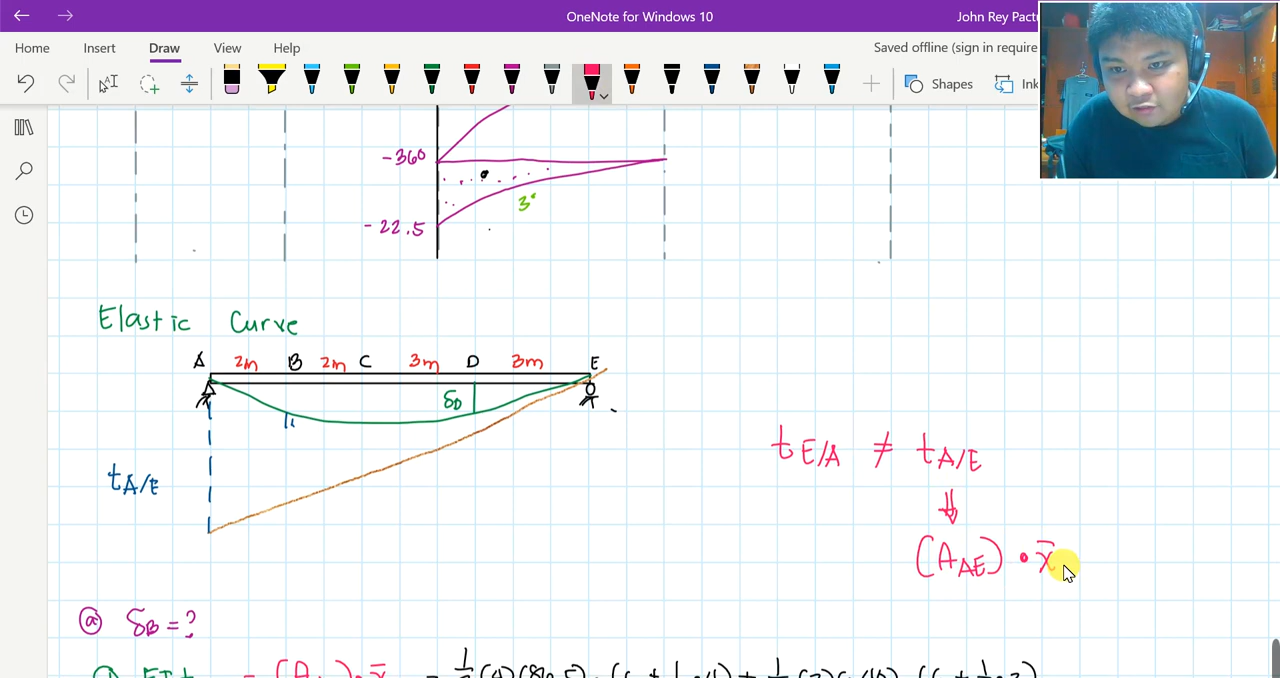 OneNote for Windows 10
John Rey Pactu
Home Insert Draw View Help
Saved offline (sign in require
Shapes
Ink
-360
3°
-22.5
Elastic Curve
A 2m B 2m C 3m D 3m E
δD
tA/E
tE/A ≠ tA/E
⇓
(AAE) • x̄
ⓐ δB = ?